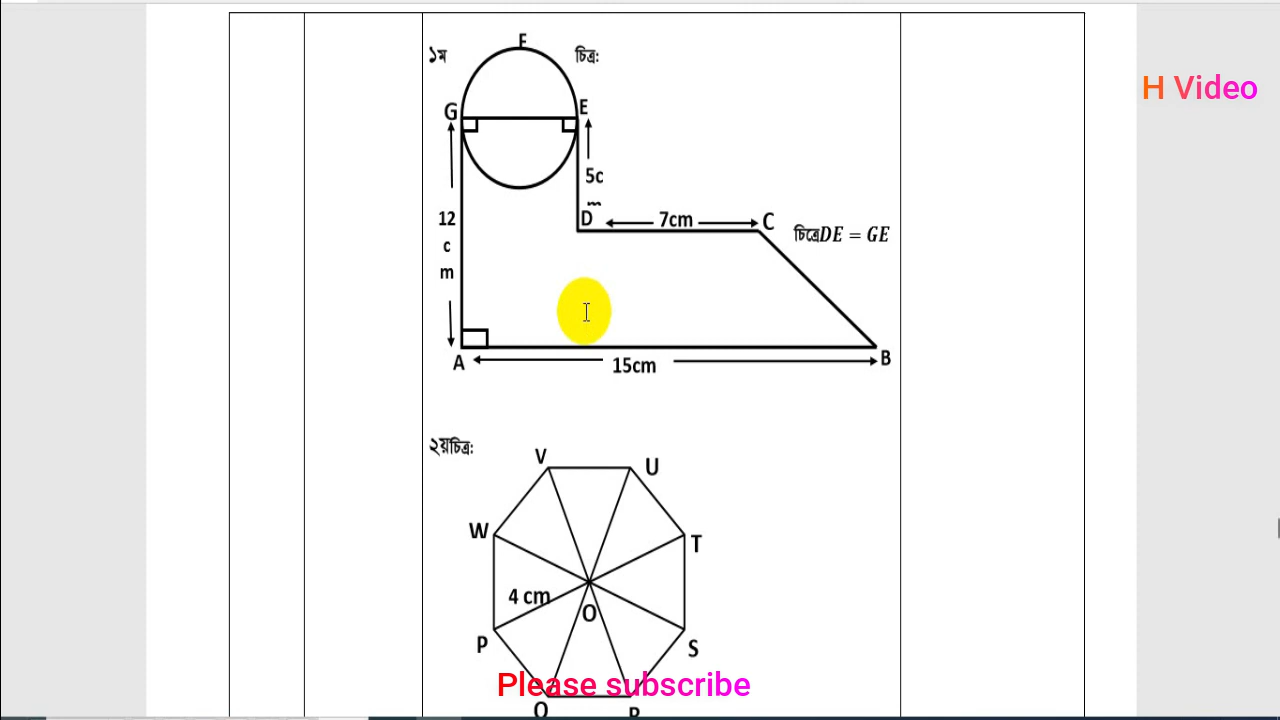 H Video
F
১ম চিত্র:
G E
5c
m
12
c
m
D 7cm C
চিত্রেDE = GE
A 15cm B
২য়চিত্র:
V U
W T
4 cm
O
P S
Please subscribe
Q R